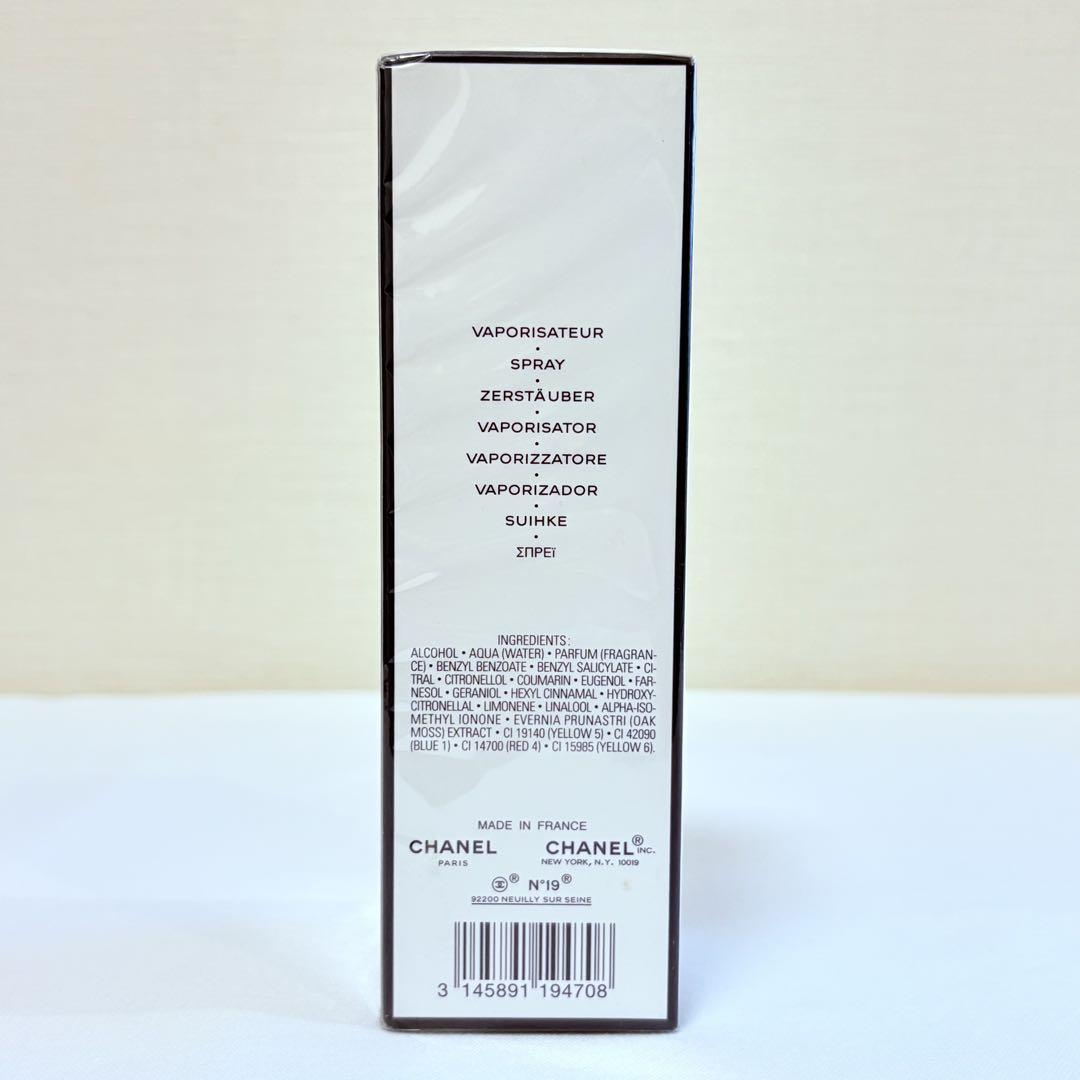 VAPORISATEUR
•
SPRAY
•
ZERSTÄUBER
•
VAPORISATOR
•
VAPORIZZATORE
•
VAPORIZADOR
•
SUIHKE
•
ΣΠΡΕϊ
INGREDIENTS:
ALCOHOL • AQUA (WATER) • PARFUM (FRAGRAN-
CE) • BENZYL BENZOATE • BENZYL SALICYLATE • CI-
TRAL • CITRONELLOL • COUMARIN • EUGENOL • FAR-
NESOL • GERANIOL • HEXYL CINNAMAL • HYDROXY-
CITRONELLAL • LIMONENE • LINALOOL • ALPHA-ISO-
METHYL IONONE • EVERNIA PRUNASTRI (OAK
MOSS) EXTRACT • CI 19140 (YELLOW 5) • CI 42090
(BLUE 1) • CI 14700 (RED 4) • CI 15985 (YELLOW 6).
MADE IN FRANCE
CHANEL CHANEL® INC.
PARIS NEW YORK, N.Y. 10019
® N°19®
92200 NEUILLY SUR SEINE
3 145891 194708